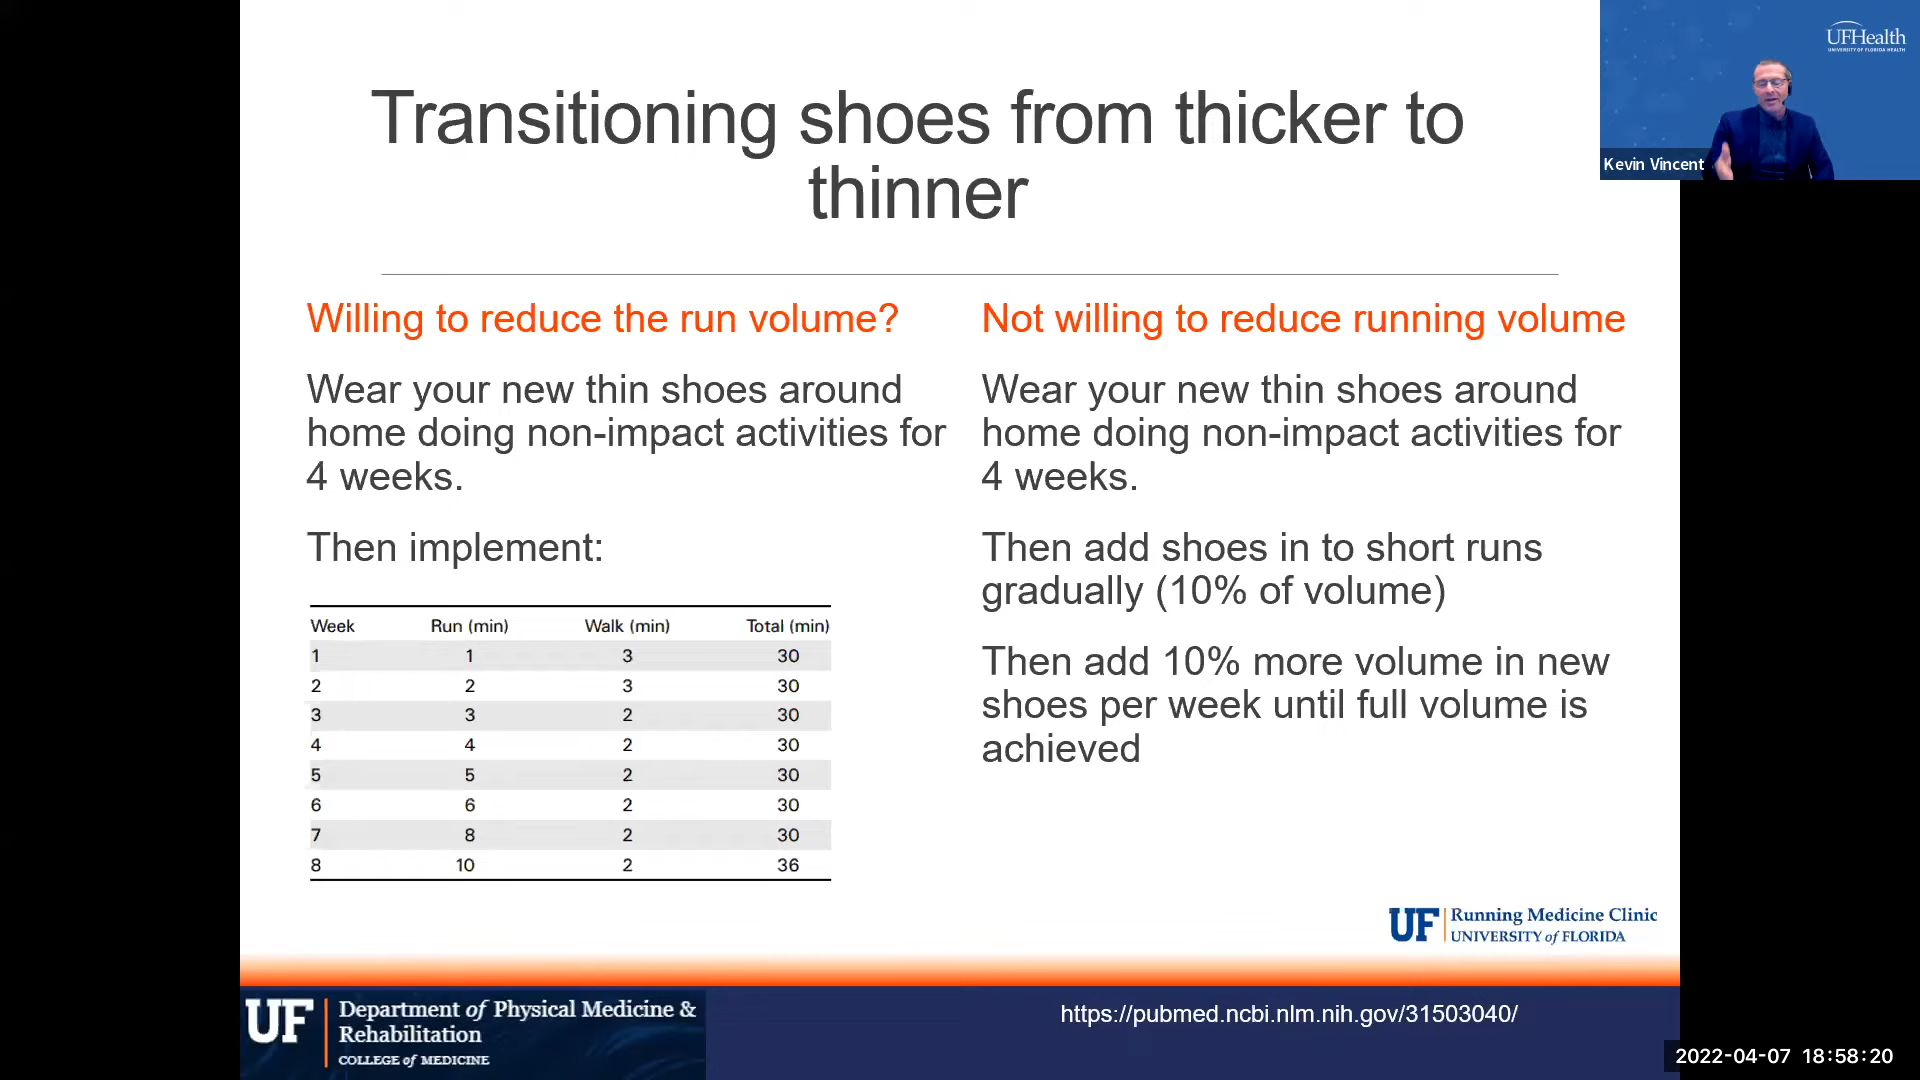 Transitioning shoes from thicker to
thinner
Willing to reduce the run volume?
Wear your new thin shoes around
home doing non-impact activities for
4 weeks.
Then implement:
Week Run (min) Walk (min) Total (min)
1 1 3 30
2 2 3 30
3 3 2 30
4 4 2 30
5 5 2 30
6 6 2 30
7 8 2 30
8 10 2 36
Not willing to reduce running volume
Wear your new thin shoes around
home doing non-impact activities for
4 weeks.
Then add shoes in to short runs
gradually (10% of volume)
Then add 10% more volume in new
shoes per week until full volume is
achieved
UFHealth
UNIVERSITY OF FLORIDA HEALTH
Kevin Vincent
UF Running Medicine Clinic
UNIVERSITY of FLORIDA
UF Department of Physical Medicine &
Rehabilitation
COLLEGE of MEDICINE
https://pubmed.ncbi.nlm.nih.gov/31503040/
2022-04-07 18:58:20